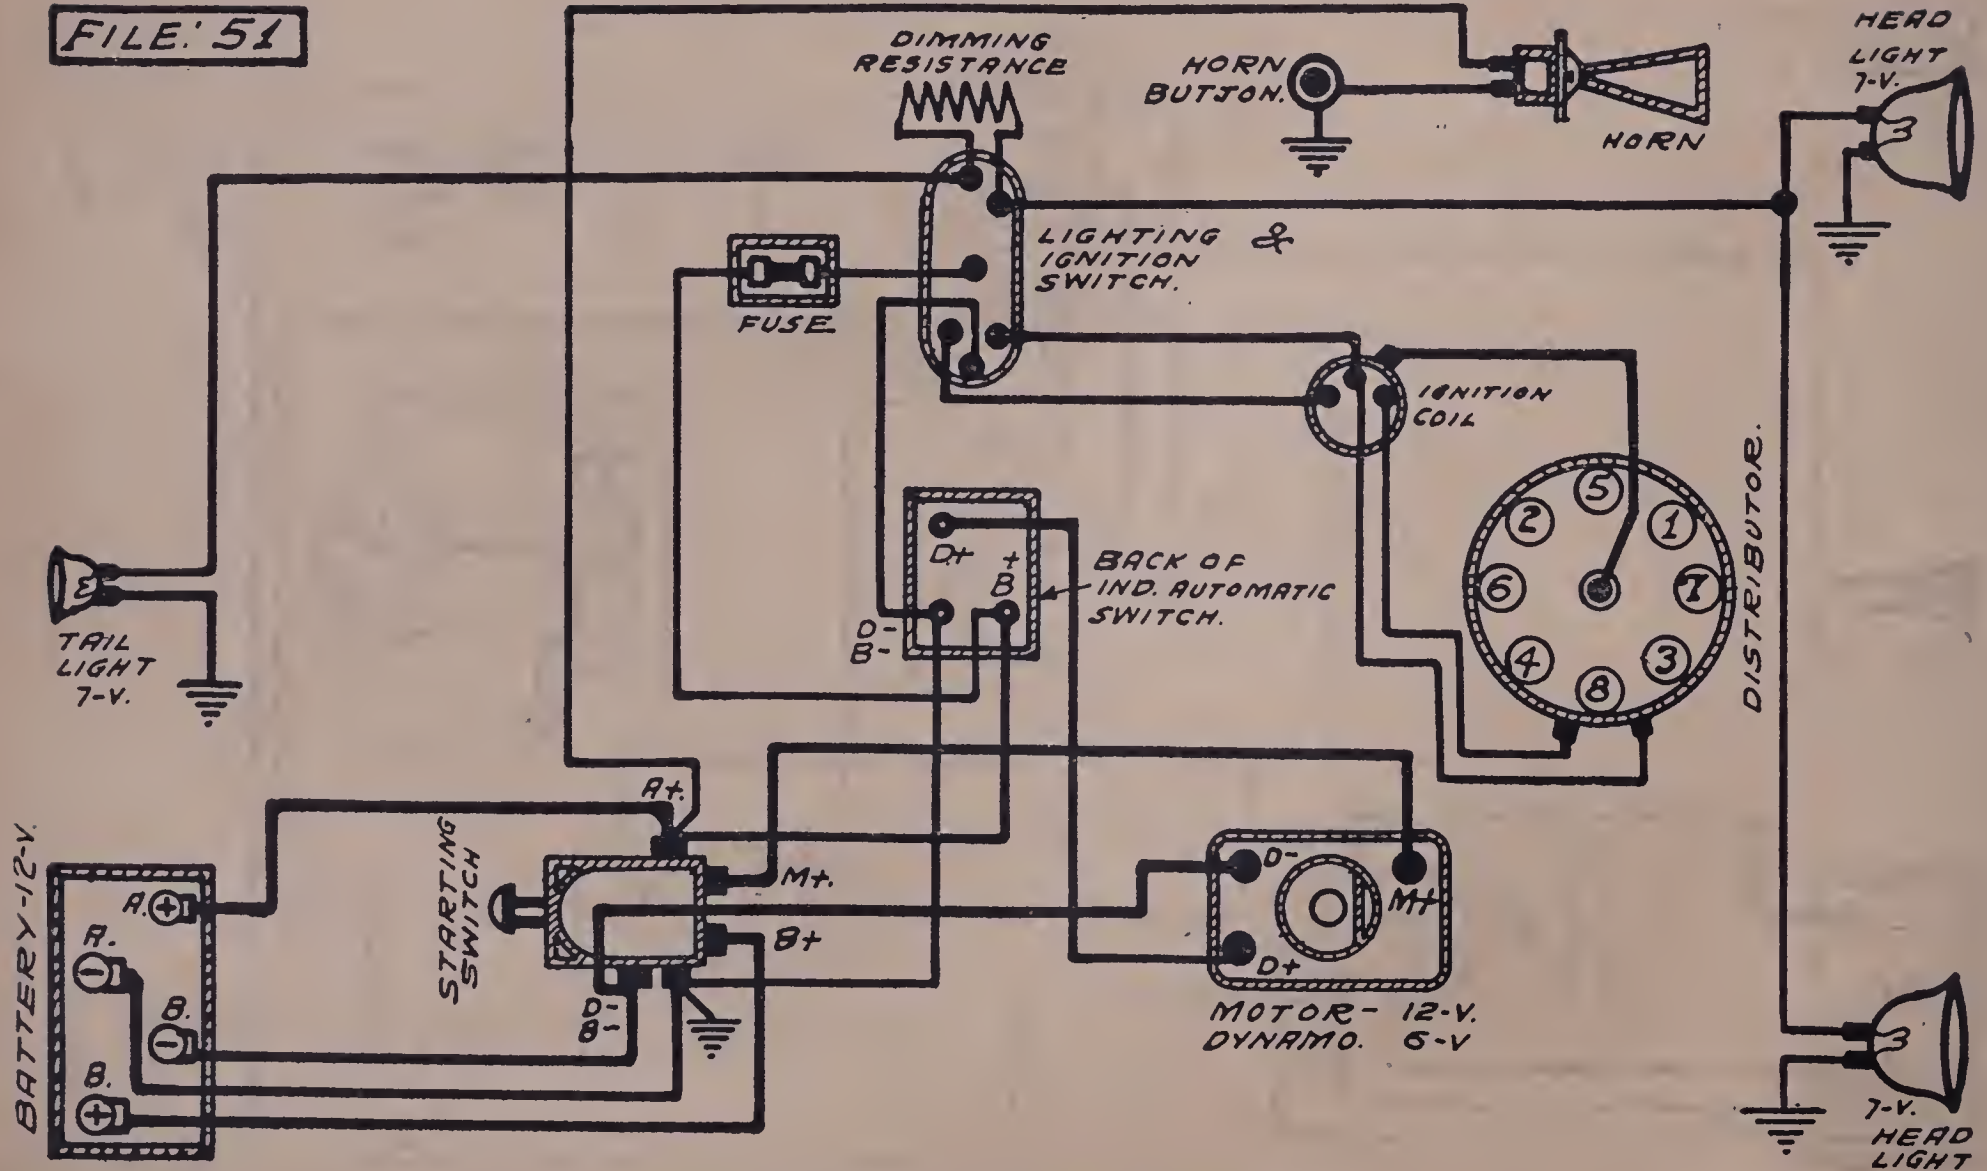 FILE: 51
DIMMING
RESISTANCE
HORN
BUTTON.
HORN
HEAD
LIGHT
7-V.
LIGHTING &
IGNITION
SWITCH.
FUSE
IGNITION
COIL
DISTRIBUTOR.
5
1
7
3
8
4
6
2
D+
+
B
D-
B-
BACK OF
IND. AUTOMATIC
SWITCH.
TAIL
LIGHT
7-V.
BATTERY-12-V.
A. +
A.
-
B.
-
B.
+
STARTING
SWITCH
A+.
M+.
B+
D-
B-
D-
M+
D+
MOTOR- 12-V.
DYNAMO. 6-V
7-V.
HEAD
LIGHT